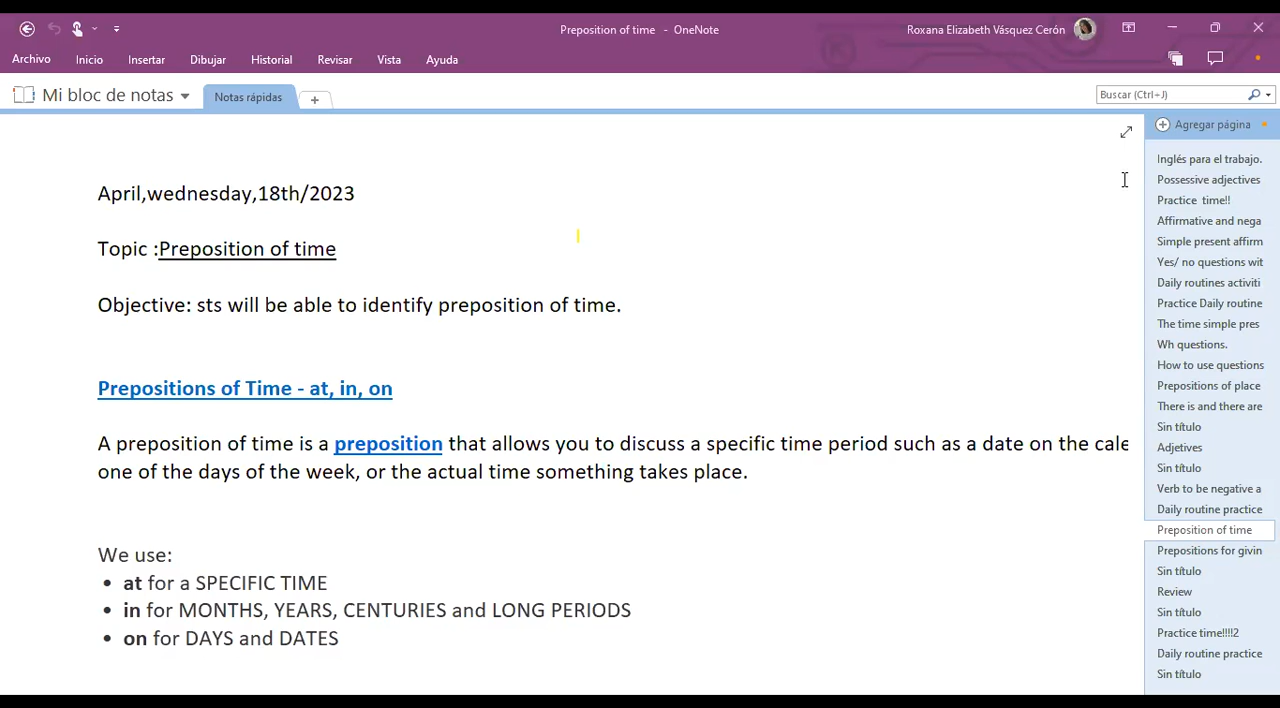 Preposition of time - OneNote
Roxana Elizabeth Vásquez Cerón
Archivo Inicio Insertar Dibujar Historial Revisar Vista Ayuda
Mi bloc de notas
Notas rápidas
Buscar (Ctrl+J)
Agregar página
April,wednesday,18th/2023
Topic :Preposition of time
Objective: sts will be able to identify preposition of time.
Prepositions of Time - at, in, on
A preposition of time is a preposition that allows you to discuss a specific time period such as a date on the cale
one of the days of the week, or the actual time something takes place.
We use:
• at for a SPECIFIC TIME
• in for MONTHS, YEARS, CENTURIES and LONG PERIODS
• on for DAYS and DATES
Inglés para el trabajo.
Possessive adjectives
Practice time!!
Affirmative and nega
Simple present affirm
Yes/ no questions wit
Daily routines activiti
Practice Daily routine
The time simple pres
Wh questions.
How to use questions
Prepositions of place
There is and there are
Sin título
Adjetives
Sin título
Verb to be negative a
Daily routine practice
Preposition of time
Prepositions for givin
Sin título
Review
Sin título
Practice time!!!!2
Daily routine practice
Sin título